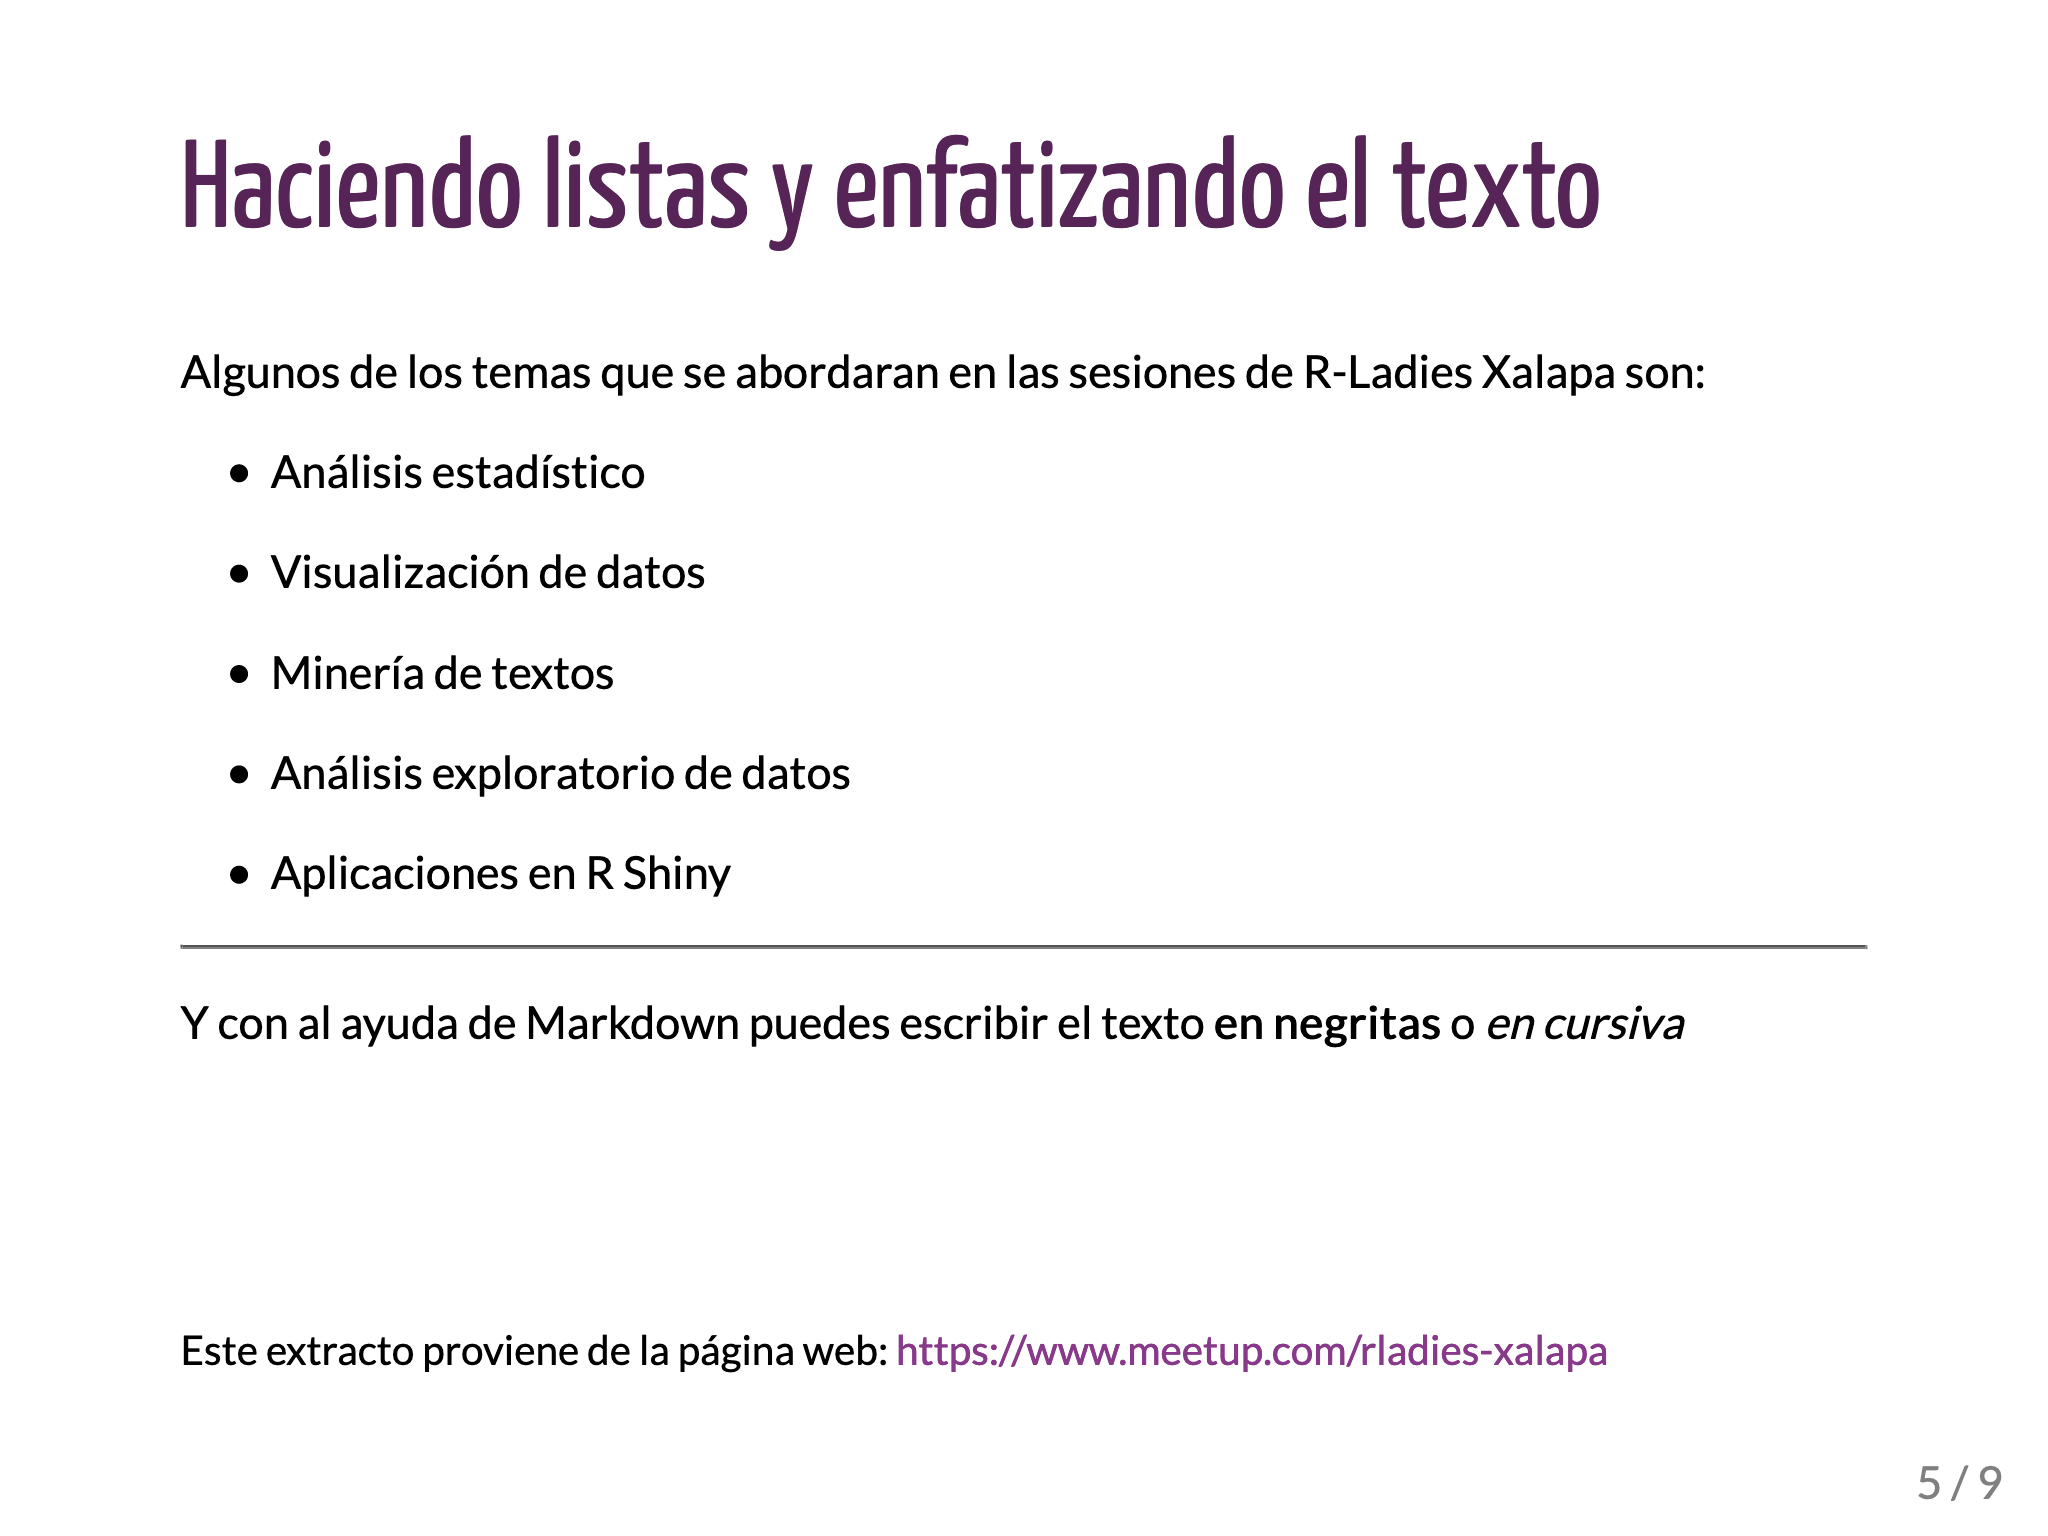 Haciendo listas y enfatizando el texto
Algunos de los temas que se abordaran en las sesiones de R-Ladies Xalapa son:
• Análisis estadístico
• Visualización de datos
• Minería de textos
• Análisis exploratorio de datos
• Aplicaciones en R Shiny
Y con al ayuda de Markdown puedes escribir el texto en negritas o en cursiva
Este extracto proviene de la página web: https://www.meetup.com/rladies-xalapa
5 / 9